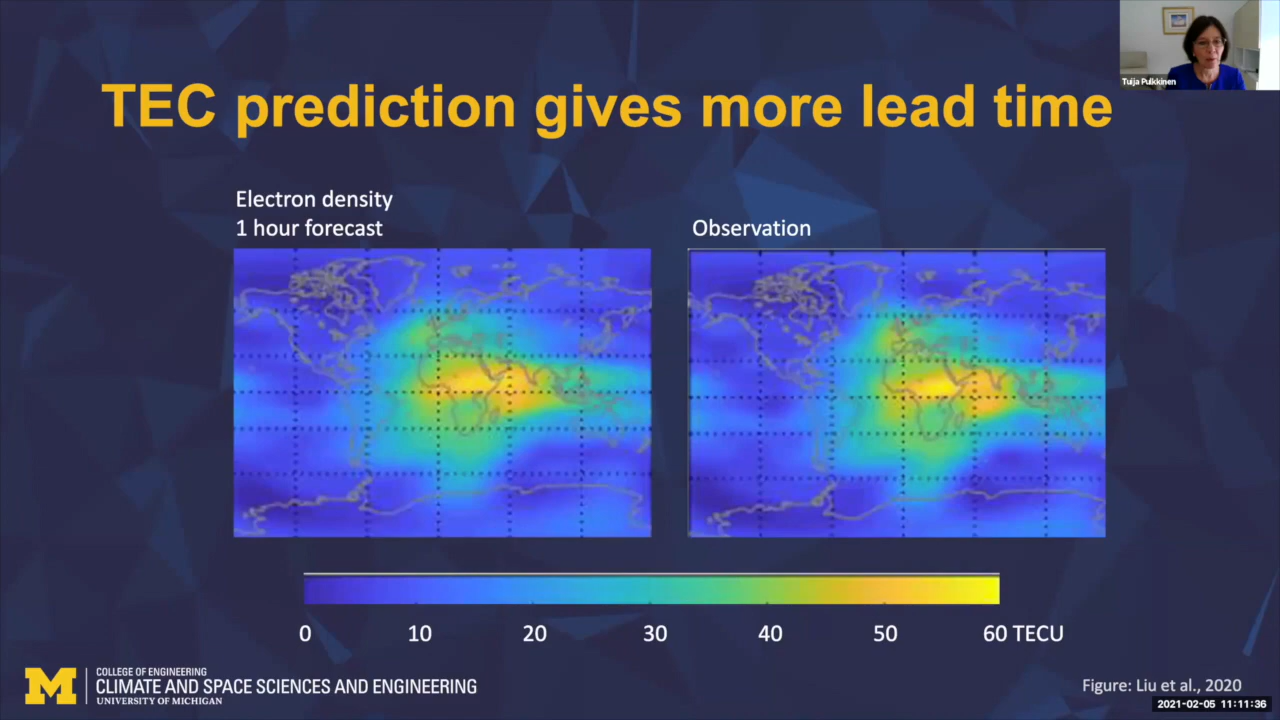 Tuija Pulkkinen
TEC prediction gives more lead time
Electron density
1 hour forecast
Observation
0 10 20 30 40 50 60 TECU
M
COLLEGE OF ENGINEERING
CLIMATE AND SPACE SCIENCES AND ENGINEERING
UNIVERSITY OF MICHIGAN
Figure: Liu et al., 2020
2021-02-05 11:11:36